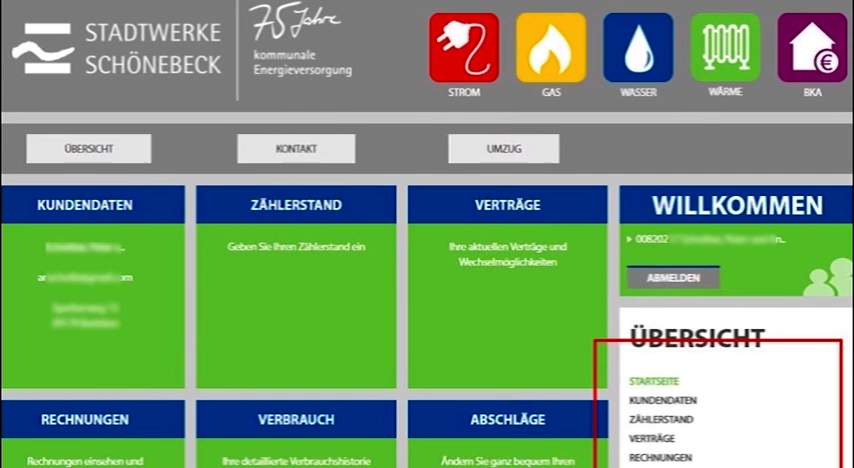 STADTWERKE
SCHÖNEBECK
75 Jahre
kommunale
Energieversorgung
STROM
GAS
WASSER
WÄRME
BKA
ÜBERSICHT
KONTAKT
UMZUG
KUNDENDATEN
ZÄHLERSTAND
Geben Sie Ihren Zählerstand ein
VERTRÄGE
Ihre aktuellen Verträge und
Wechselmöglichkeiten
WILLKOMMEN
008202
ABMELDEN
ÜBERSICHT
STARTSEITE
KUNDENDATEN
ZÄHLERSTAND
VERTRÄGE
RECHNUNGEN
RECHNUNGEN
Rechnungen einsehen und
VERBRAUCH
Ihre detaillierte Verbrauchshistorie
ABSCHLÄGE
Ändern Sie ganz bequem Ihren